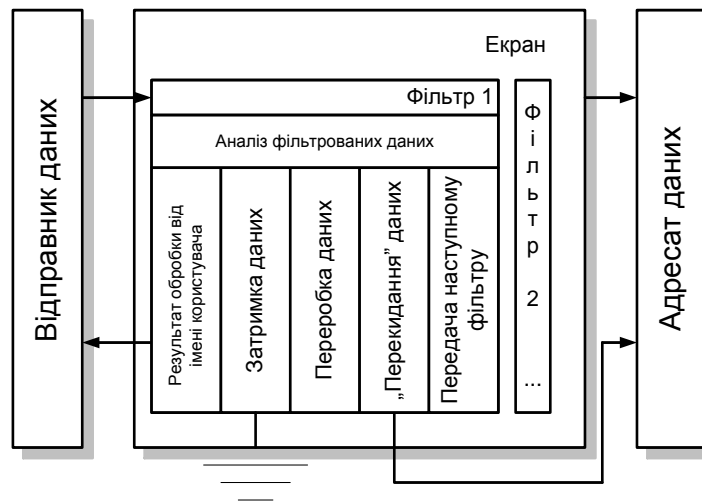 Відправник даних
Екран
Фільтр 1
Аналіз фільтрованих даних
Результат обробки від
імені користувача
Затримка даних
Переробка даних
„Перекидання” даних
Передача наступному
фільтру
Фільтр 2 ...
Адресат даних